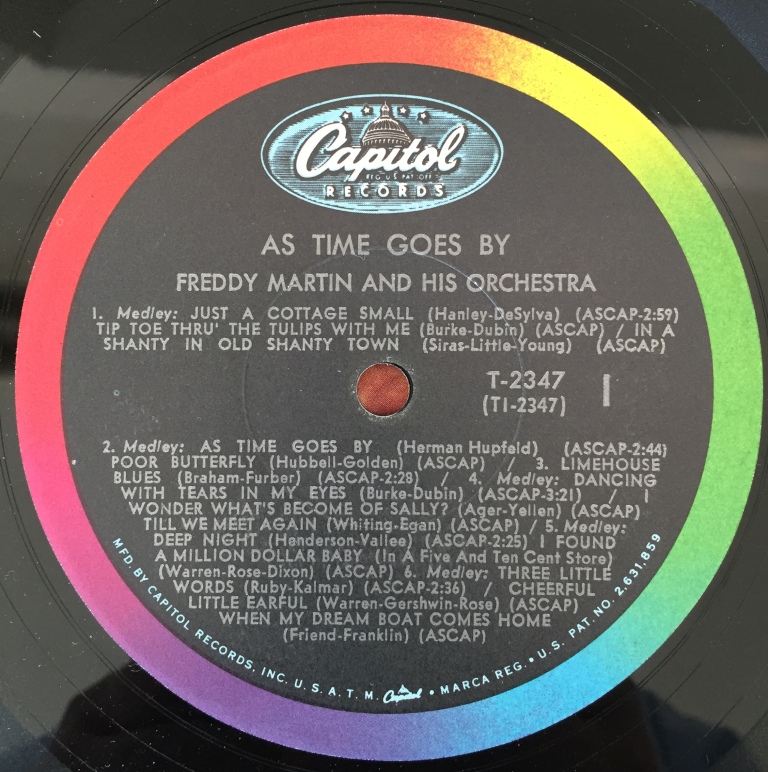 Capitol
REG. U.S. PAT. OFF.
RECORDS
AS TIME GOES BY
FREDDY MARTIN AND HIS ORCHESTRA
1. Medley: JUST A COTTAGE SMALL (Hanley-DeSylva) (ASCAP-2:59)
TIP TOE THRU' THE TULIPS WITH ME (Burke-Dubin) (ASCAP) / IN A
SHANTY IN OLD SHANTY TOWN (Siras-Little-Young) (ASCAP)
T-2347
(T1-2347)
1
2. Medley: AS TIME GOES BY (Herman Hupfeld) (ASCAP-2:44)
POOR BUTTERFLY (Hubbell-Golden) (ASCAP) / 3. LIMEHOUSE
BLUES (Braham-Furber) (ASCAP-2:28) / 4. Medley: DANCING
WITH TEARS IN MY EYES (Burke-Dubin) (ASCAP-3:21) / I
WONDER WHAT'S BECOME OF SALLY? (Ager-Yellen) (ASCAP)
TILL WE MEET AGAIN (Whiting-Egan) (ASCAP) / 5. Medley:
DEEP NIGHT (Henderson-Vallee) (ASCAP-2:25) I FOUND
A MILLION DOLLAR BABY (In A Five And Ten Cent Store)
(Warren-Rose-Dixon) (ASCAP) 6. Medley: THREE LITTLE
WORDS (Ruby-Kalmar) (ASCAP-2:36) / CHEERFUL
LITTLE EARFUL (Warren-Gershwin-Rose) (ASCAP)
WHEN MY DREAM BOAT COMES HOME
(Friend-Franklin) (ASCAP)
MFD. BY CAPITOL RECORDS, INC. U. S. A. T. M. Capitol • MARCA REG. • U. S. PAT. NO. 2,631,859